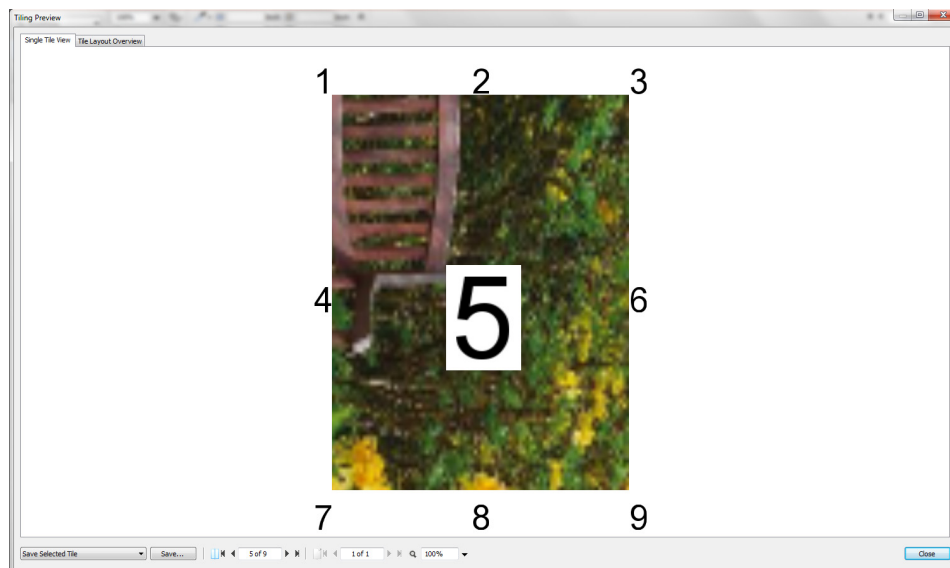 Tiling Preview
Single Tile View
Tile Layout Overview
1 2 3
4 5 6
7 8 9
Save Selected Tile
Save...
5 of 9
1 of 1
100%
Close